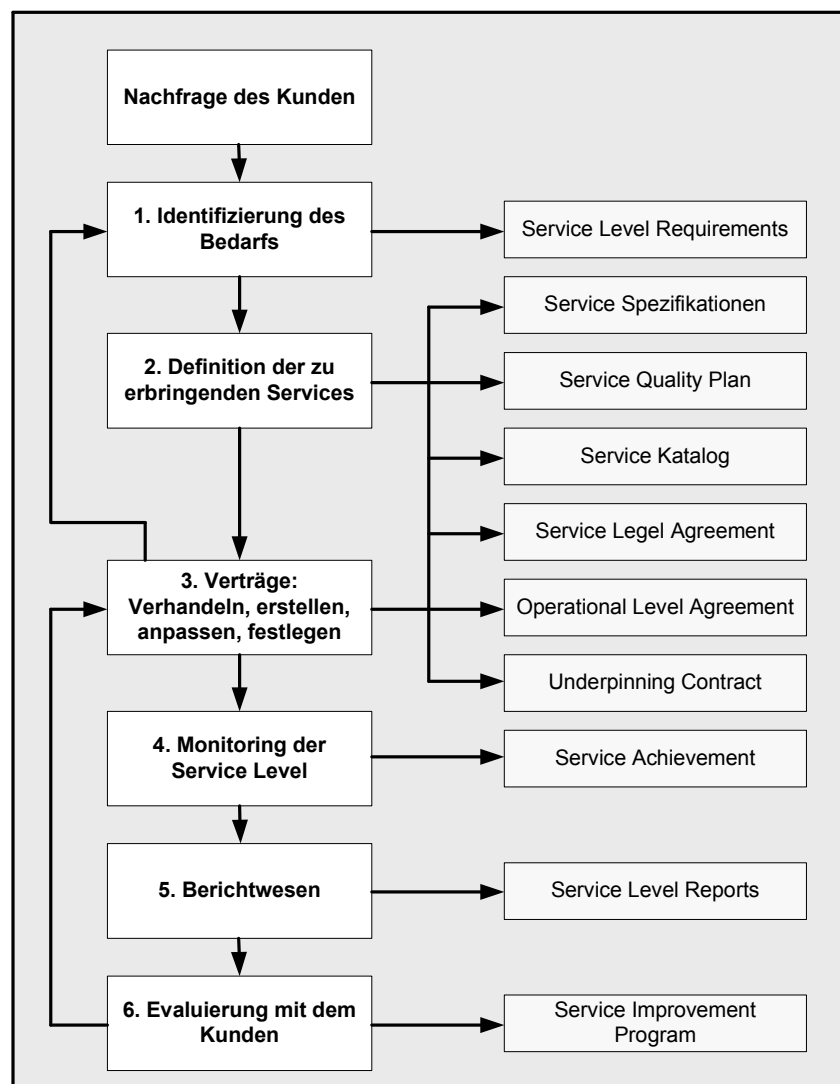 Nachfrage des Kunden
1. Identifizierung des
Bedarfs
Service Level Requirements
Service Spezifikationen
2. Definition der zu
erbringenden Services
Service Quality Plan
Service Katalog
Service Legel Agreement
3. Verträge:
Verhandeln, erstellen,
anpassen, festlegen
Operational Level Agreement
Underpinning Contract
4. Monitoring der
Service Level
Service Achievement
5. Berichtwesen
Service Level Reports
6. Evaluierung mit dem
Kunden
Service Improvement
Program